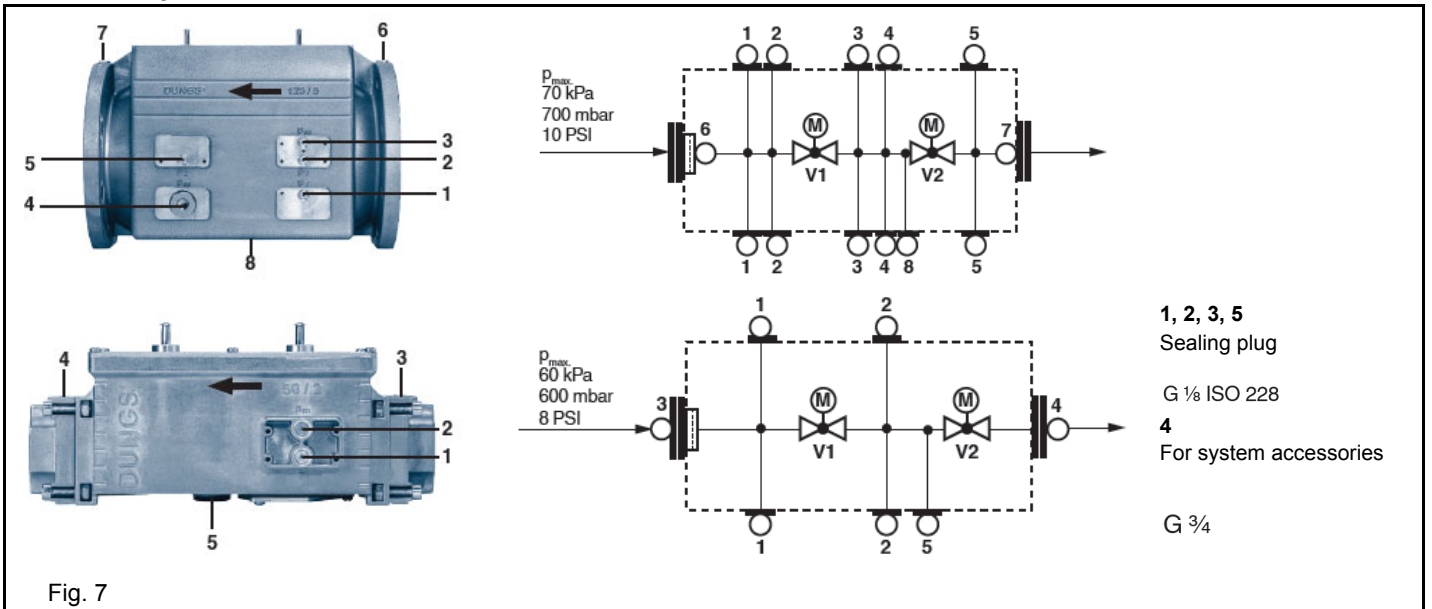 7
6
DUNGS
125 / 5
3
2
5
1
4
8
1 2 3 4 5
Pmax.
70 kPa
700 mbar
10 PSI
6
M
M
7
V1
V2
1 2 3 4 8 5
4
3
50 / 3
DUNGS
2
1
5
1
2
Pmax.
60 kPa
600 mbar
8 PSI
3
M
M
4
V1
V2
1
2
5
1, 2, 3, 5
Sealing plug
G ⅛ ISO 228
4
For system accessories
G ¾
Fig. 7